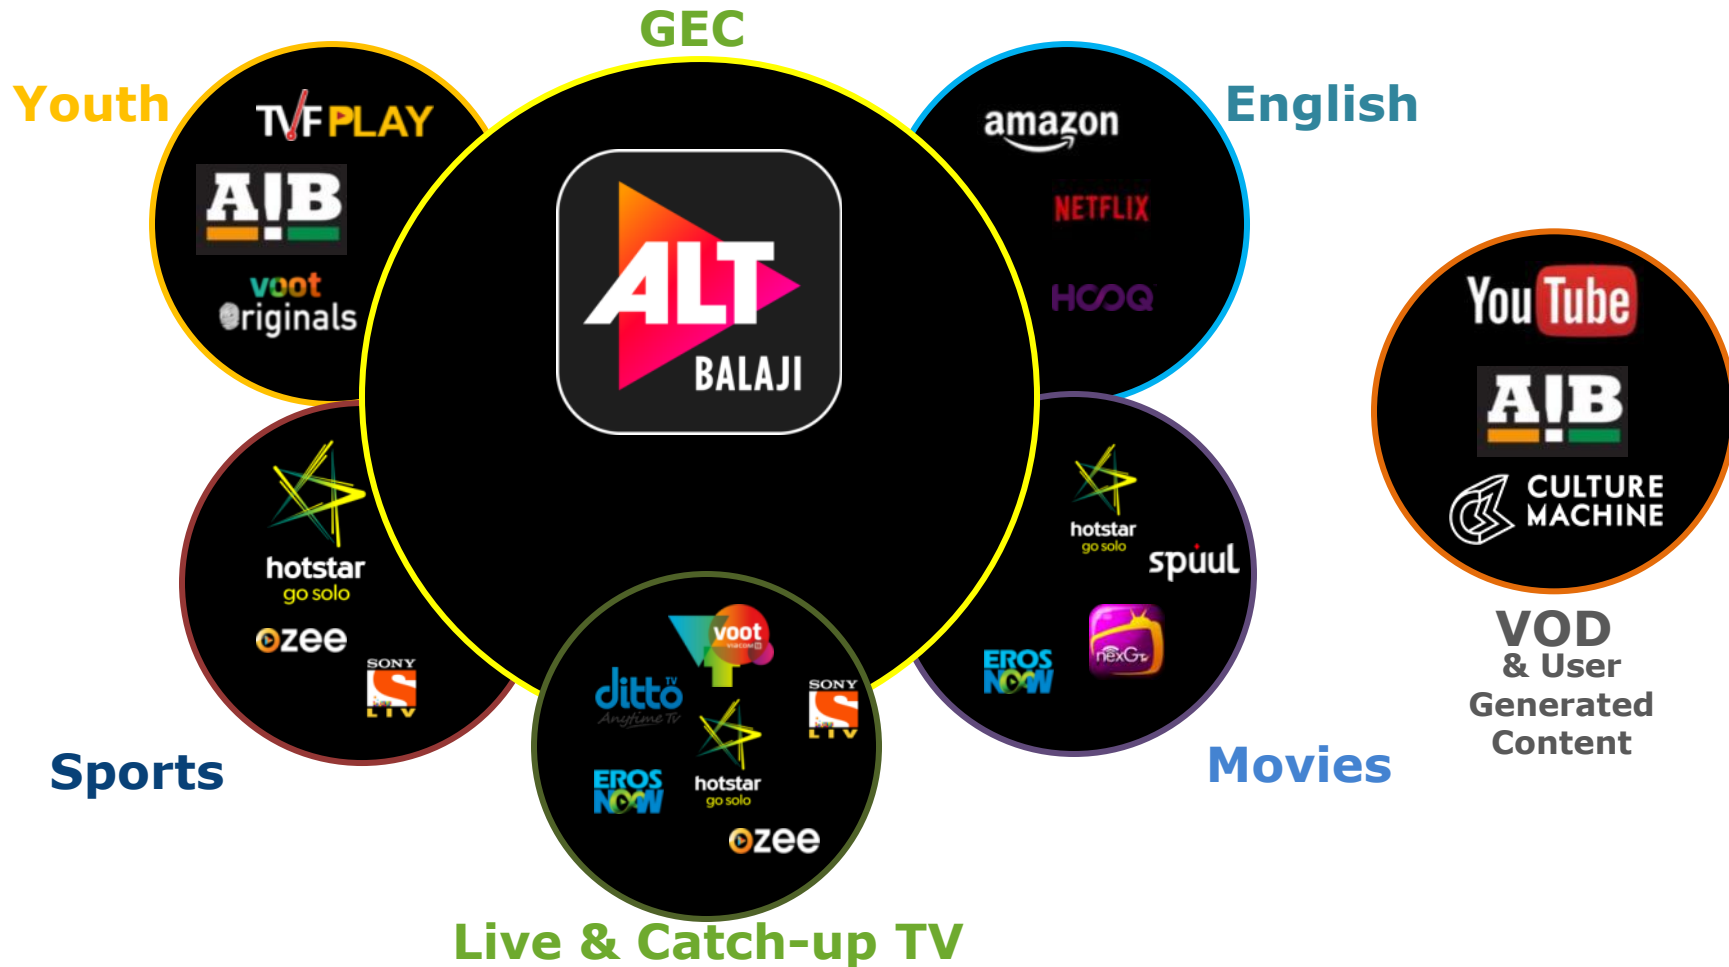 GEC
Youth
TVF PLAY
A!B
voot
Originals
ALT
BALAJI
amazon
NETFLIX
HOOQ
English
YouTube
A!B
CULTURE
MACHINE
VOD
& User
Generated
Content
hotstar
go solo
ozee
SONY
LIV
Sports
hotstar
go solo
spuul
nexGTv
EROS
NOW
Movies
voot
VIACOM 18
ditto TV
Anytime Tv
SONY
LIV
hotstar
go solo
EROS
NOW
ozee
Live & Catch-up TV